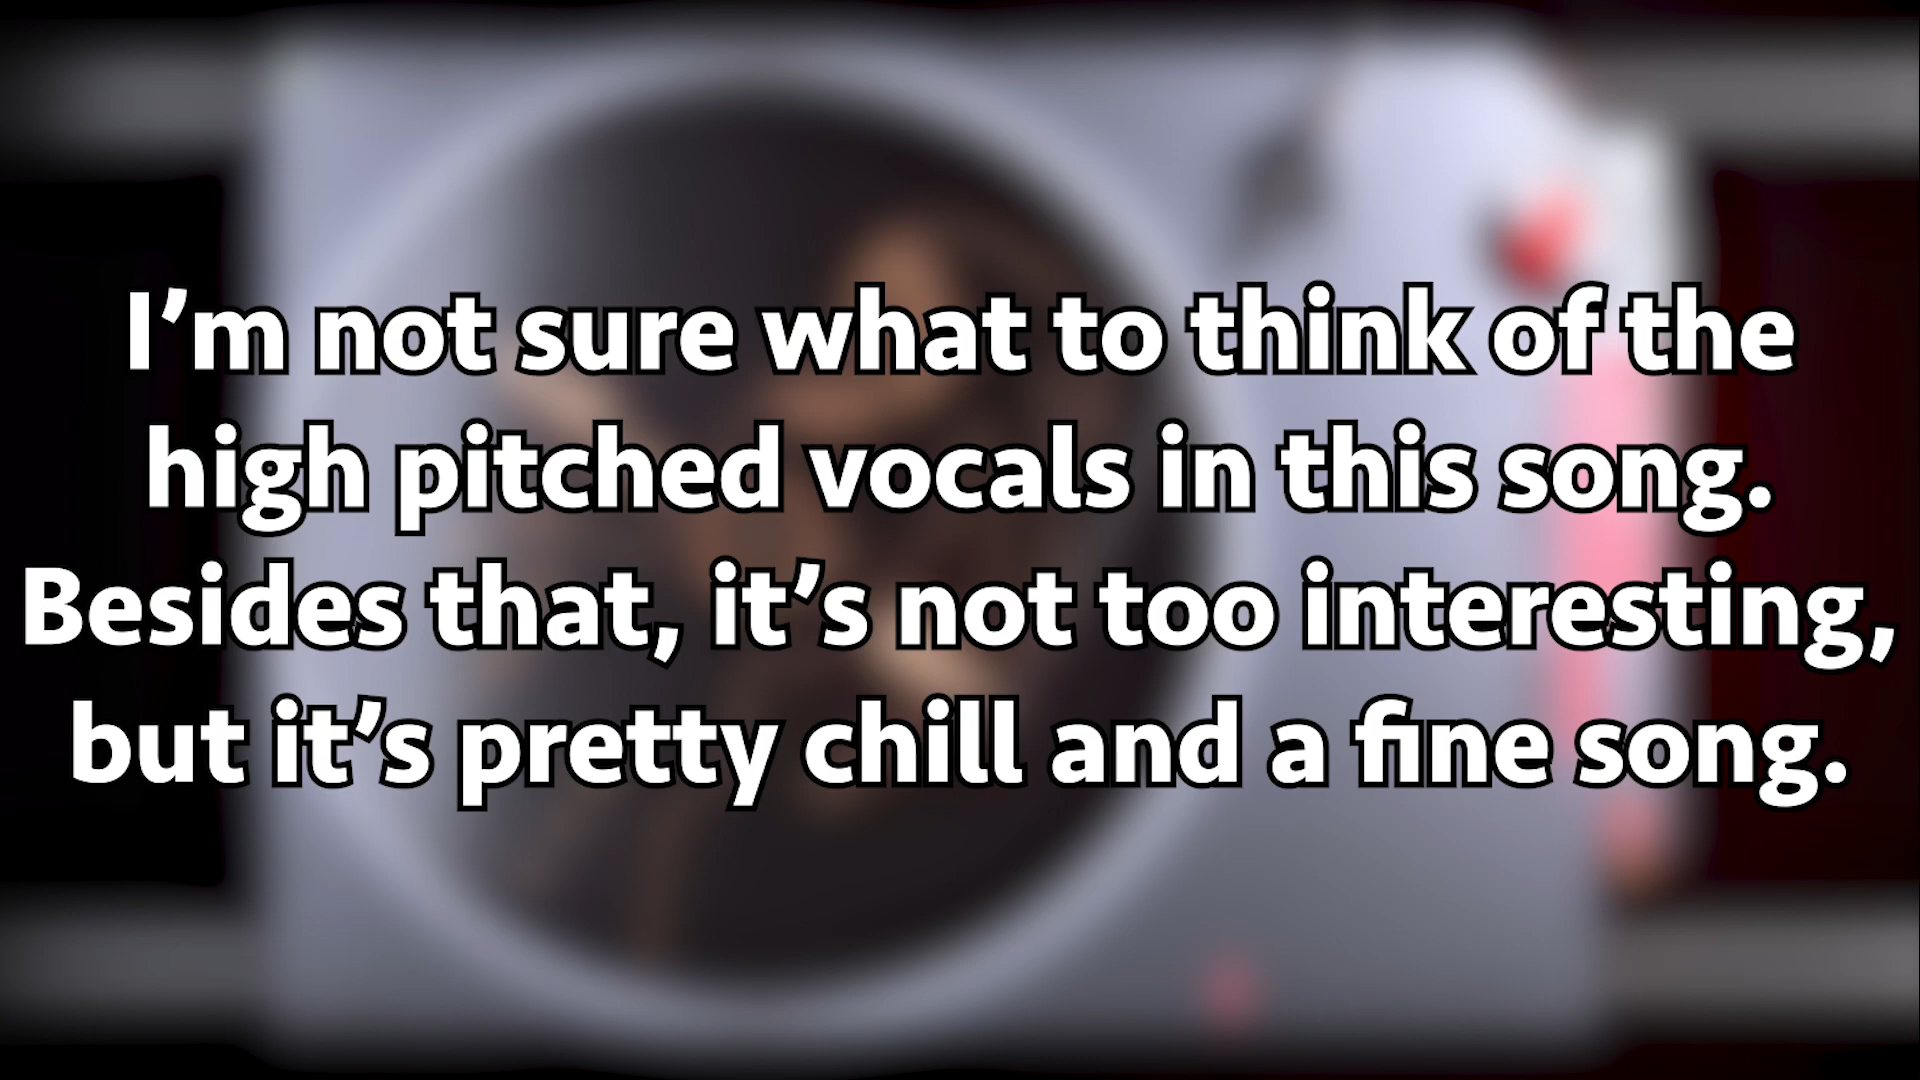 I’m not sure what to think of the
high pitched vocals in this song.
Besides that, it’s not too interesting,
but it’s pretty chill and a fine song.